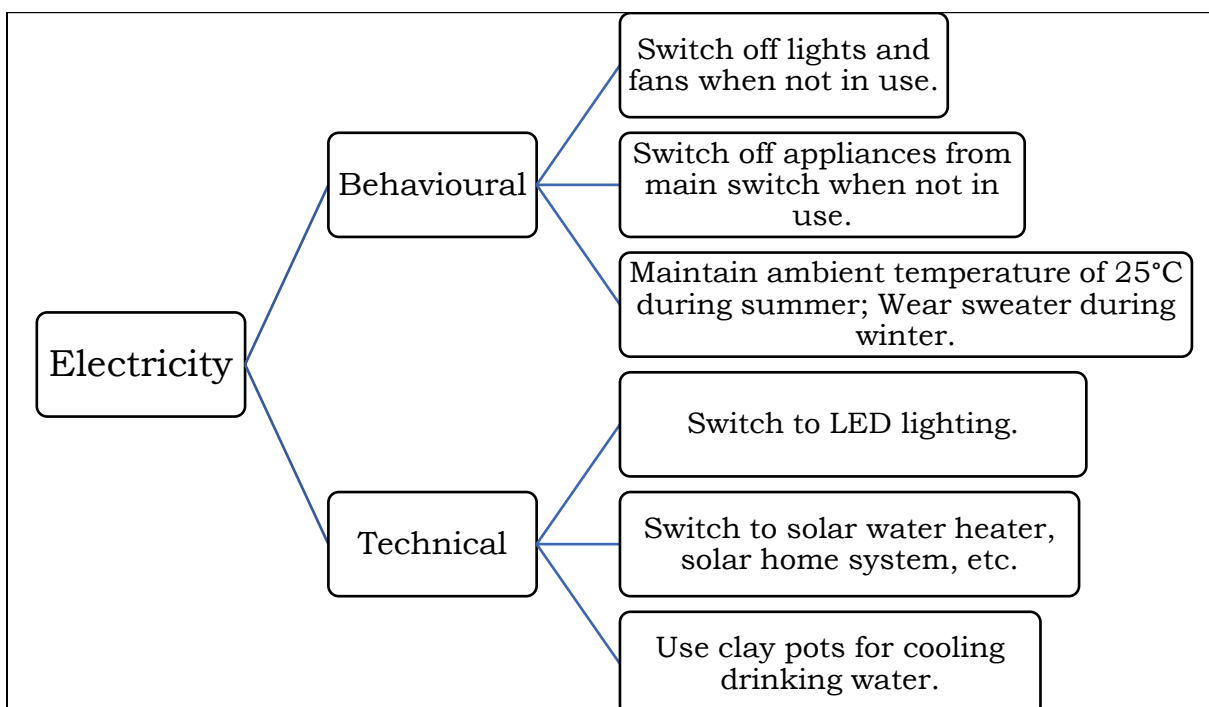 Electricity
Behavioural
Switch off lights and
fans when not in use.
Switch off appliances from
main switch when not in
use.
Maintain ambient temperature of 25°C
during summer; Wear sweater during
winter.
Technical
Switch to LED lighting.
Switch to solar water heater,
solar home system, etc.
Use clay pots for cooling
drinking water.